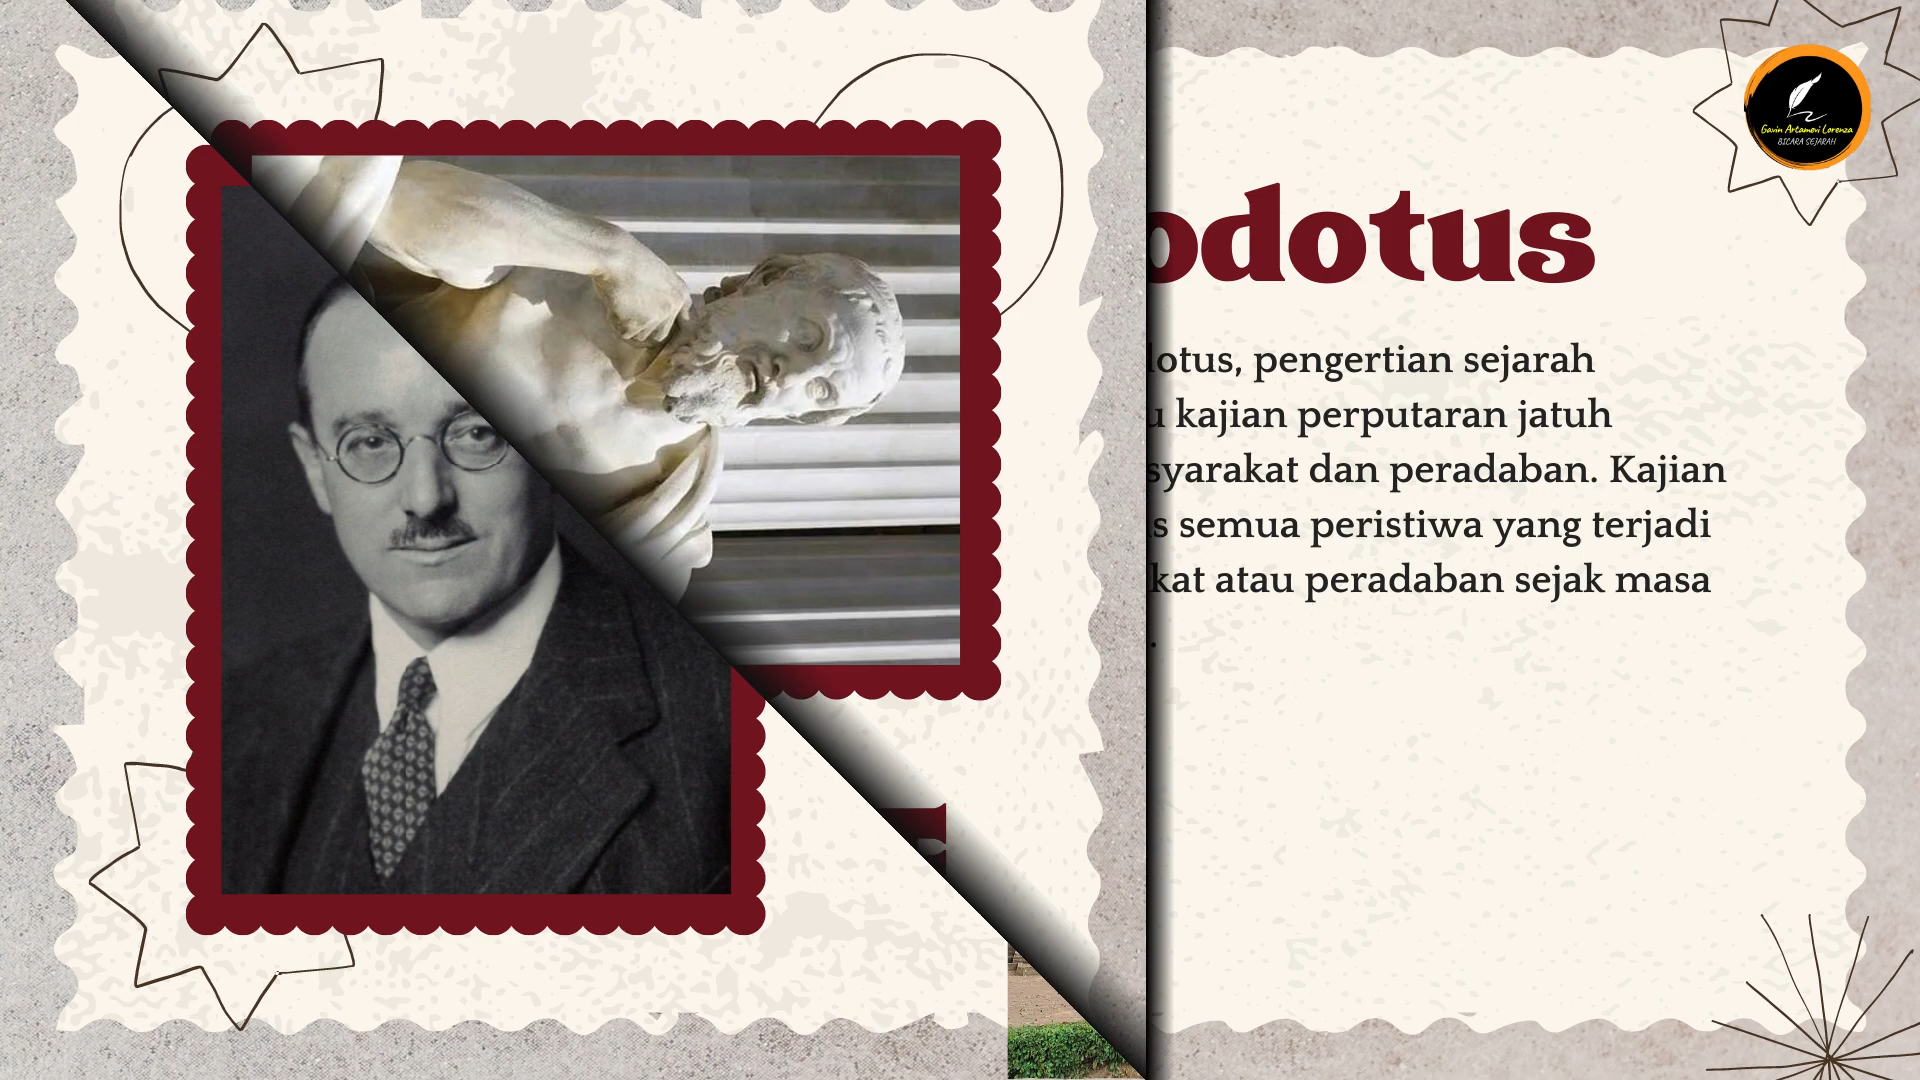 Gavin Artamevi Lorenza
BICARA SEJARAH
odotus
lotus, pengertian sejarah
u kajian perputaran jatuh
syarakat dan peradaban. Kajian
s semua peristiwa yang terjadi
kat atau peradaban sejak masa
.